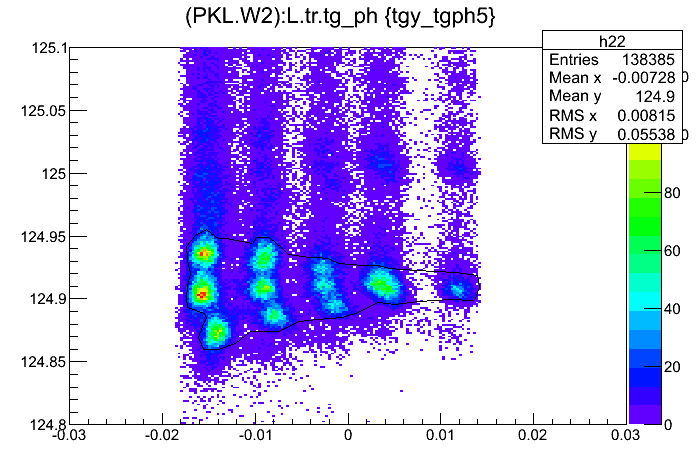 (PKL.W2):L.tr.tg_ph {tgy_tgph5}
h22
Entries 138385
Mean x -0.00728
Mean y 124.9
RMS x 0.00815
RMS y 0.05538
125.1
125.05
125
124.95
124.9
124.85
124.8
-0.03 -0.02 -0.01 0 0.01 0.02 0.03
80
60
40
20
0